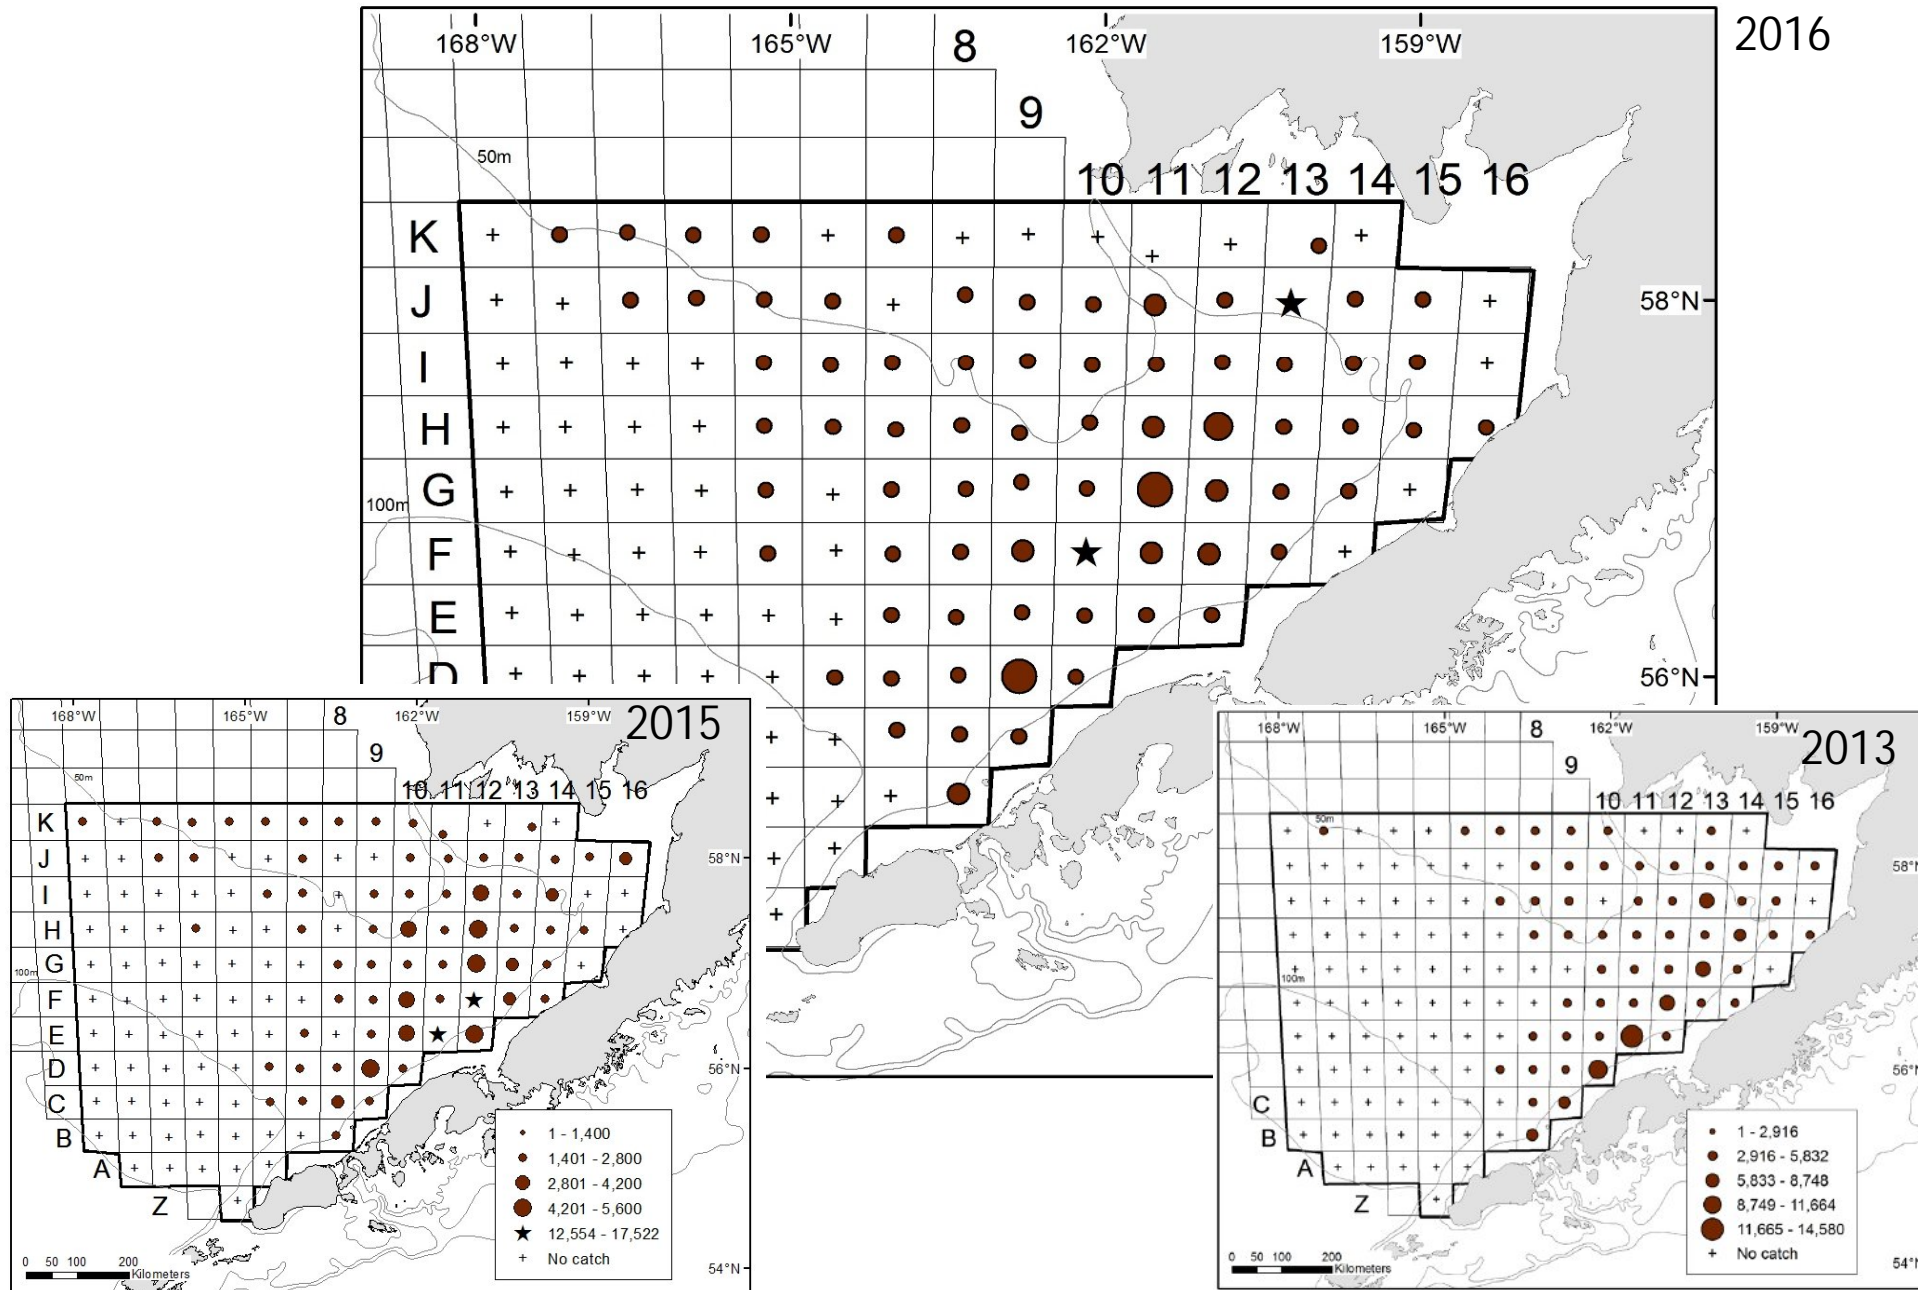 168°W 165°W 8 162°W 159°W 2016
9
50m
10 11 12 13 14 15 16
K
J 58°N
I
H
G
100m
F
E
D 56°N
168°W 165°W 8 162°W 159°W 2015
9
50m
10 11 12 13 14 15 16
K
J 58°N
I
H
G
100m
F
E
D 56°N
C
B
A
Z
1 - 1,400
1,401 - 2,800
2,801 - 4,200
4,201 - 5,600
12,554 - 17,522
No catch
0 50 100 200
Kilometers
54°N
168°W 165°W 8 162°W 159°W 2013
9
10 11 12 13 14 15 16
50m
58°N
100m
56°N
C
B
A
Z
1 - 2,916
2,916 - 5,832
5,833 - 8,748
8,749 - 11,664
11,665 - 14,580
No catch
0 50 100 200
Kilometers
54°N